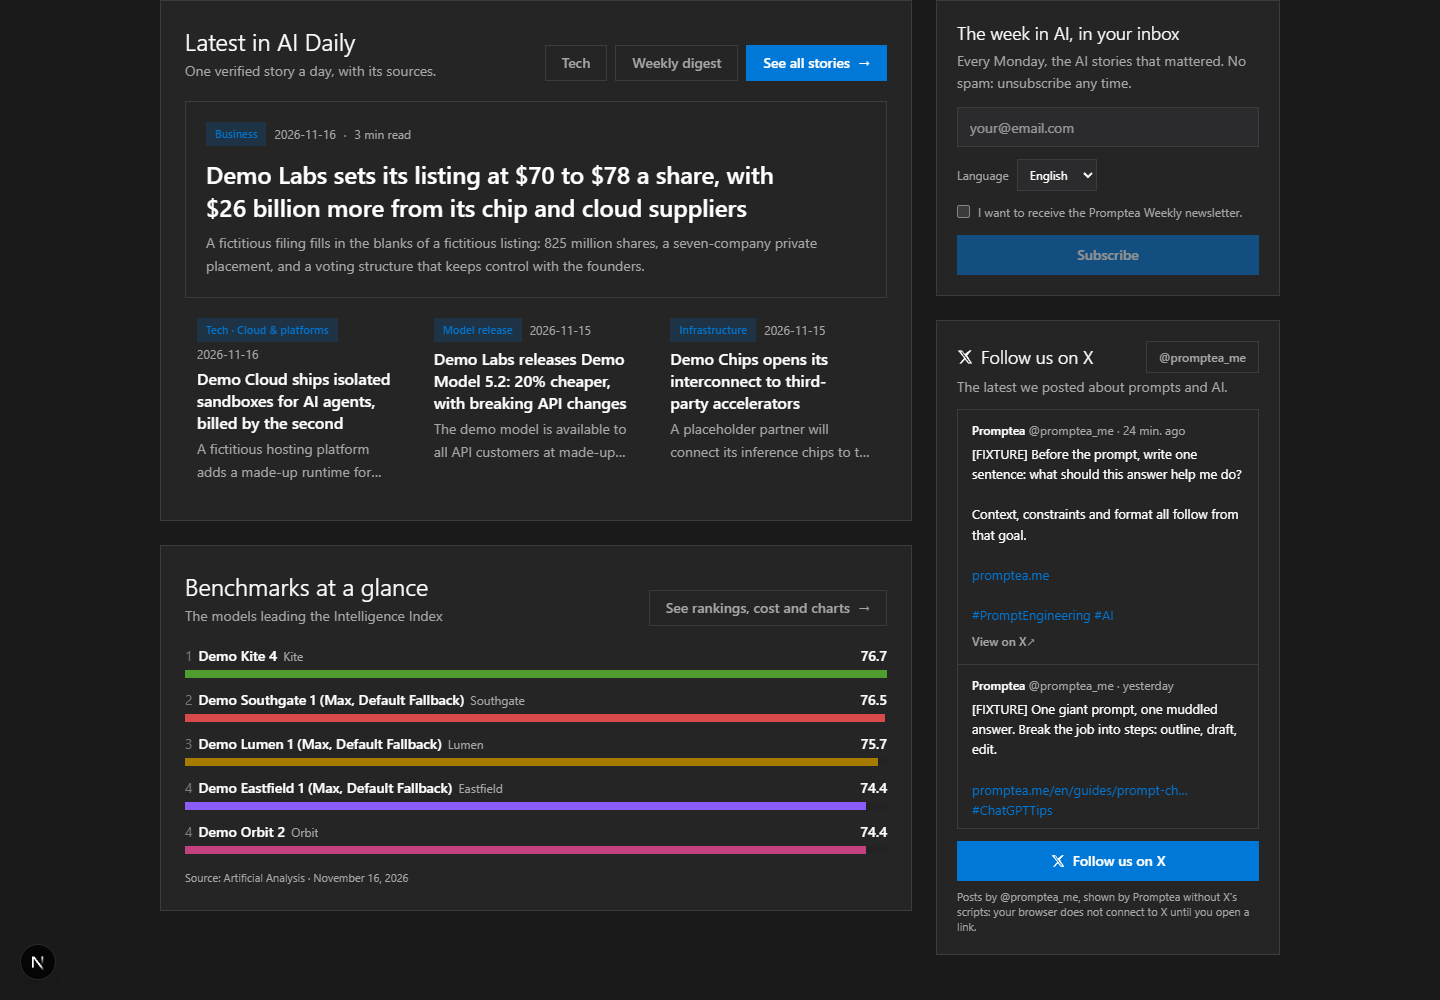 Latest in AI Daily
One verified story a day, with its sources.
Tech
Weekly digest
See all stories →
Business
2026-11-16 · 3 min read
Demo Labs sets its listing at $70 to $78 a share, with
$26 billion more from its chip and cloud suppliers
A fictitious filing fills in the blanks of a fictitious listing: 825 million shares, a seven-company private
placement, and a voting structure that keeps control with the founders.
Tech · Cloud & platforms
2026-11-16
Demo Cloud ships isolated
sandboxes for AI agents,
billed by the second
A fictitious hosting platform
adds a made-up runtime for...
Model release
2026-11-15
Demo Labs releases Demo
Model 5.2: 20% cheaper,
with breaking API changes
The demo model is available to
all API customers at made-up...
Infrastructure
2026-11-15
Demo Chips opens its
interconnect to third-
party accelerators
A placeholder partner will
connect its inference chips to t...
Benchmarks at a glance
The models leading the Intelligence Index
See rankings, cost and charts →
1 Demo Kite 4 Kite 76.7
2 Demo Southgate 1 (Max, Default Fallback) Southgate 76.5
3 Demo Lumen 1 (Max, Default Fallback) Lumen 75.7
4 Demo Eastfield 1 (Max, Default Fallback) Eastfield 74.4
4 Demo Orbit 2 Orbit 74.4
Source: Artificial Analysis · November 16, 2026
The week in AI, in your inbox
Every Monday, the AI stories that mattered. No
spam: unsubscribe any time.
your@email.com
Language English
I want to receive the Promptea Weekly newsletter.
Subscribe
Follow us on X
@promptea_me
The latest we posted about prompts and AI.
Promptea @promptea_me · 24 min. ago
[FIXTURE] Before the prompt, write one
sentence: what should this answer help me do?
Context, constraints and format all follow from
that goal.
promptea.me
#PromptEngineering #AI
View on X↗
Promptea @promptea_me · yesterday
[FIXTURE] One giant prompt, one muddled
answer. Break the job into steps: outline, draft,
edit.
promptea.me/en/guides/prompt-ch...
#ChatGPTTips
Follow us on X
Posts by @promptea_me, shown by Promptea without X's
scripts: your browser does not connect to X until you open a
link.
N